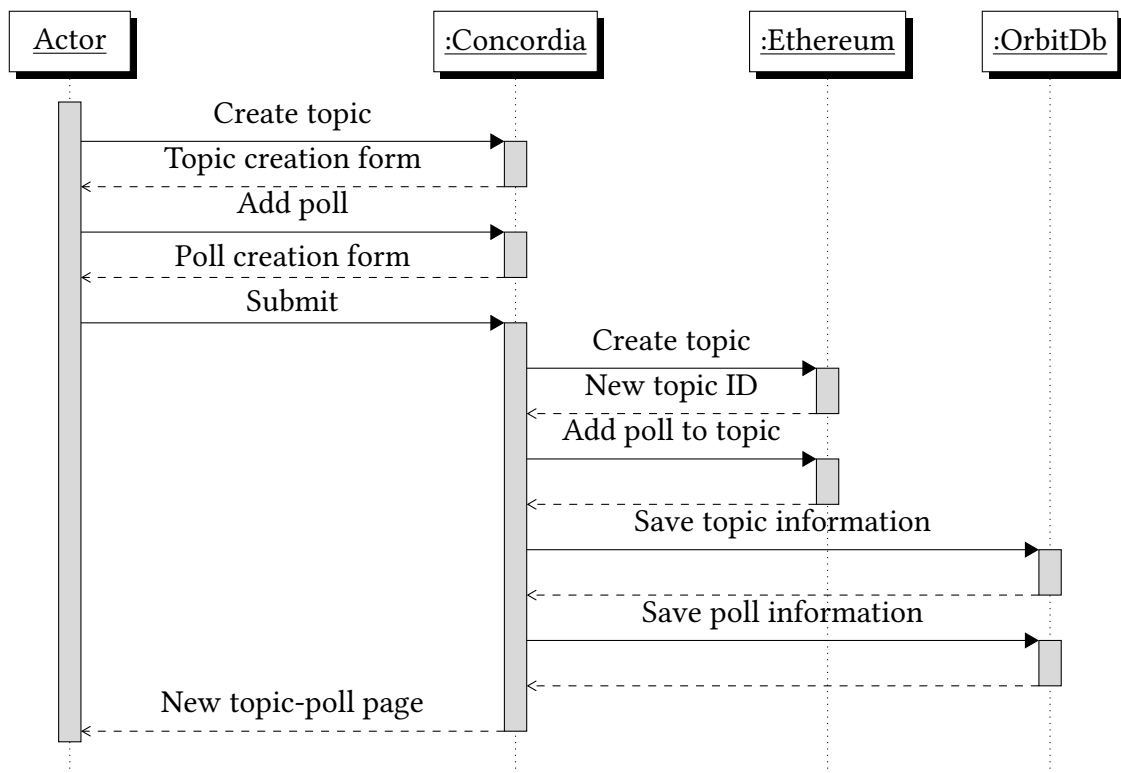 Actor
:Concordia
:Ethereum
:OrbitDb
Create topic
Topic creation form
Add poll
Poll creation form
Submit
Create topic
New topic ID
Add poll to topic
Save topic information
Save poll information
New topic-poll page